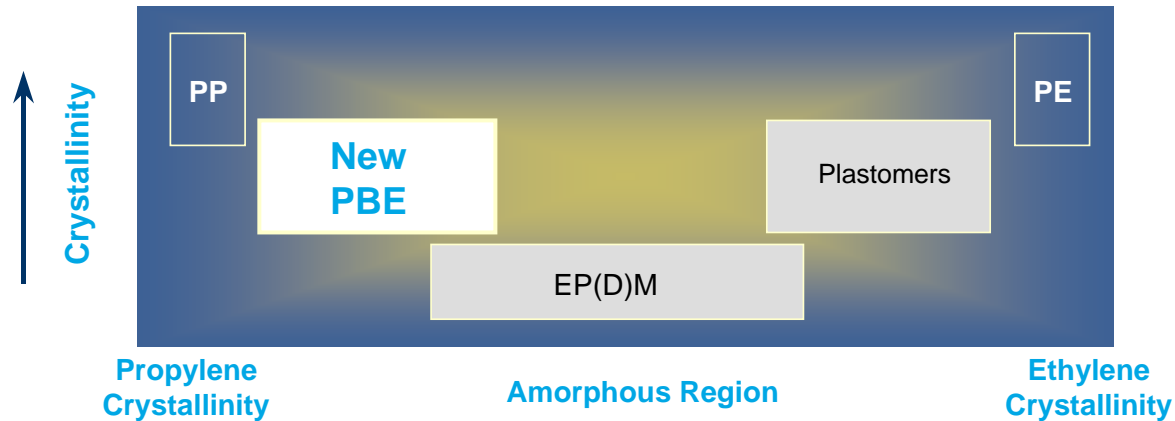 Crystallinity
PP
PE
New
PBE
Plastomers
EP(D)M
Propylene
Crystallinity
Amorphous Region
Ethylene
Crystallinity